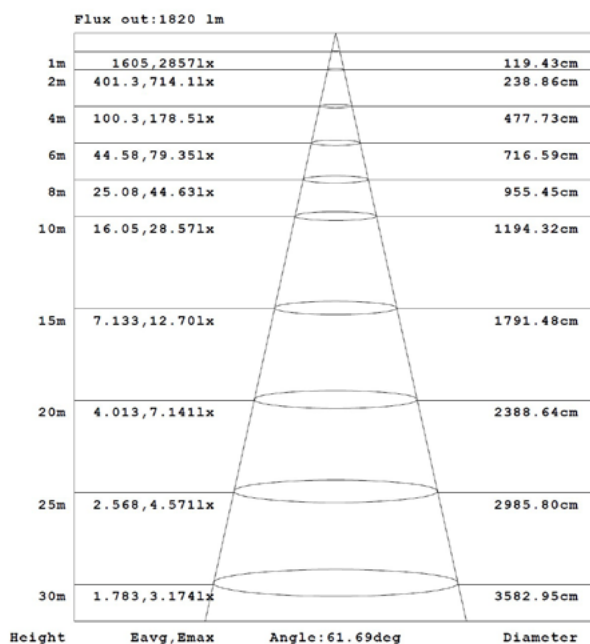 Flux out:1820 lm
1m 1605,2857lx 119.43cm
2m 401.3,714.1lx 238.86cm
4m 100.3,178.5lx 477.73cm
6m 44.58,79.35lx 716.59cm
8m 25.08,44.63lx 955.45cm
10m 16.05,28.57lx 1194.32cm
15m 7.133,12.70lx 1791.48cm
20m 4.013,7.141lx 2388.64cm
25m 2.568,4.571lx 2985.80cm
30m 1.783,3.174lx 3582.95cm
Height Eavg,Emax Angle:61.69deg Diameter